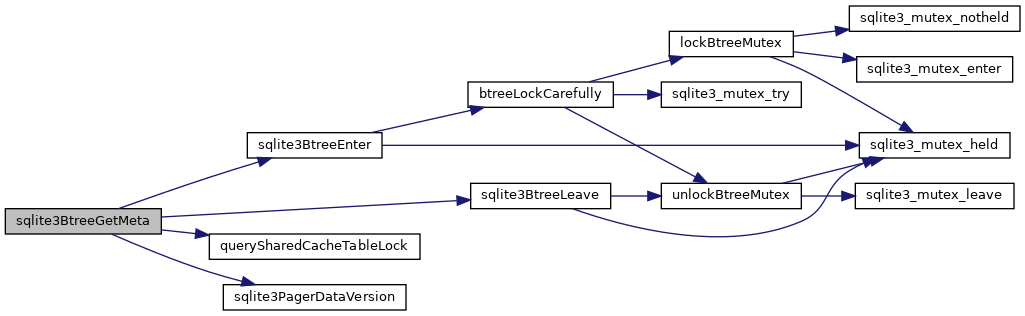 sqlite3_mutex_notheld
lockBtreeMutex
sqlite3_mutex_enter
btreeLockCarefully
sqlite3_mutex_try
sqlite3BtreeEnter
sqlite3_mutex_held
sqlite3BtreeLeave
unlockBtreeMutex
sqlite3_mutex_leave
sqlite3BtreeGetMeta
querySharedCacheTableLock
sqlite3PagerDataVersion